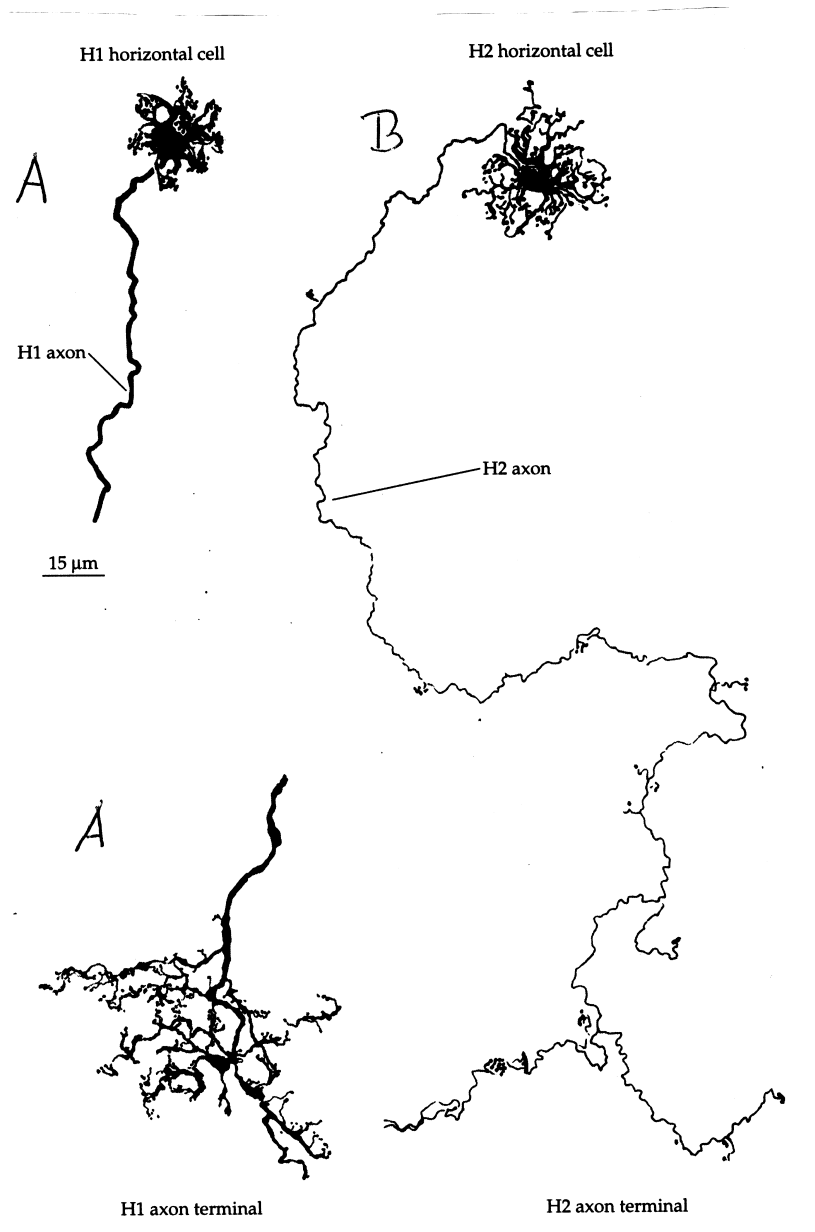 H1 horizontal cell
H2 horizontal cell
A
B
H1 axon
H2 axon
15 μm
A
H1 axon terminal
H2 axon terminal